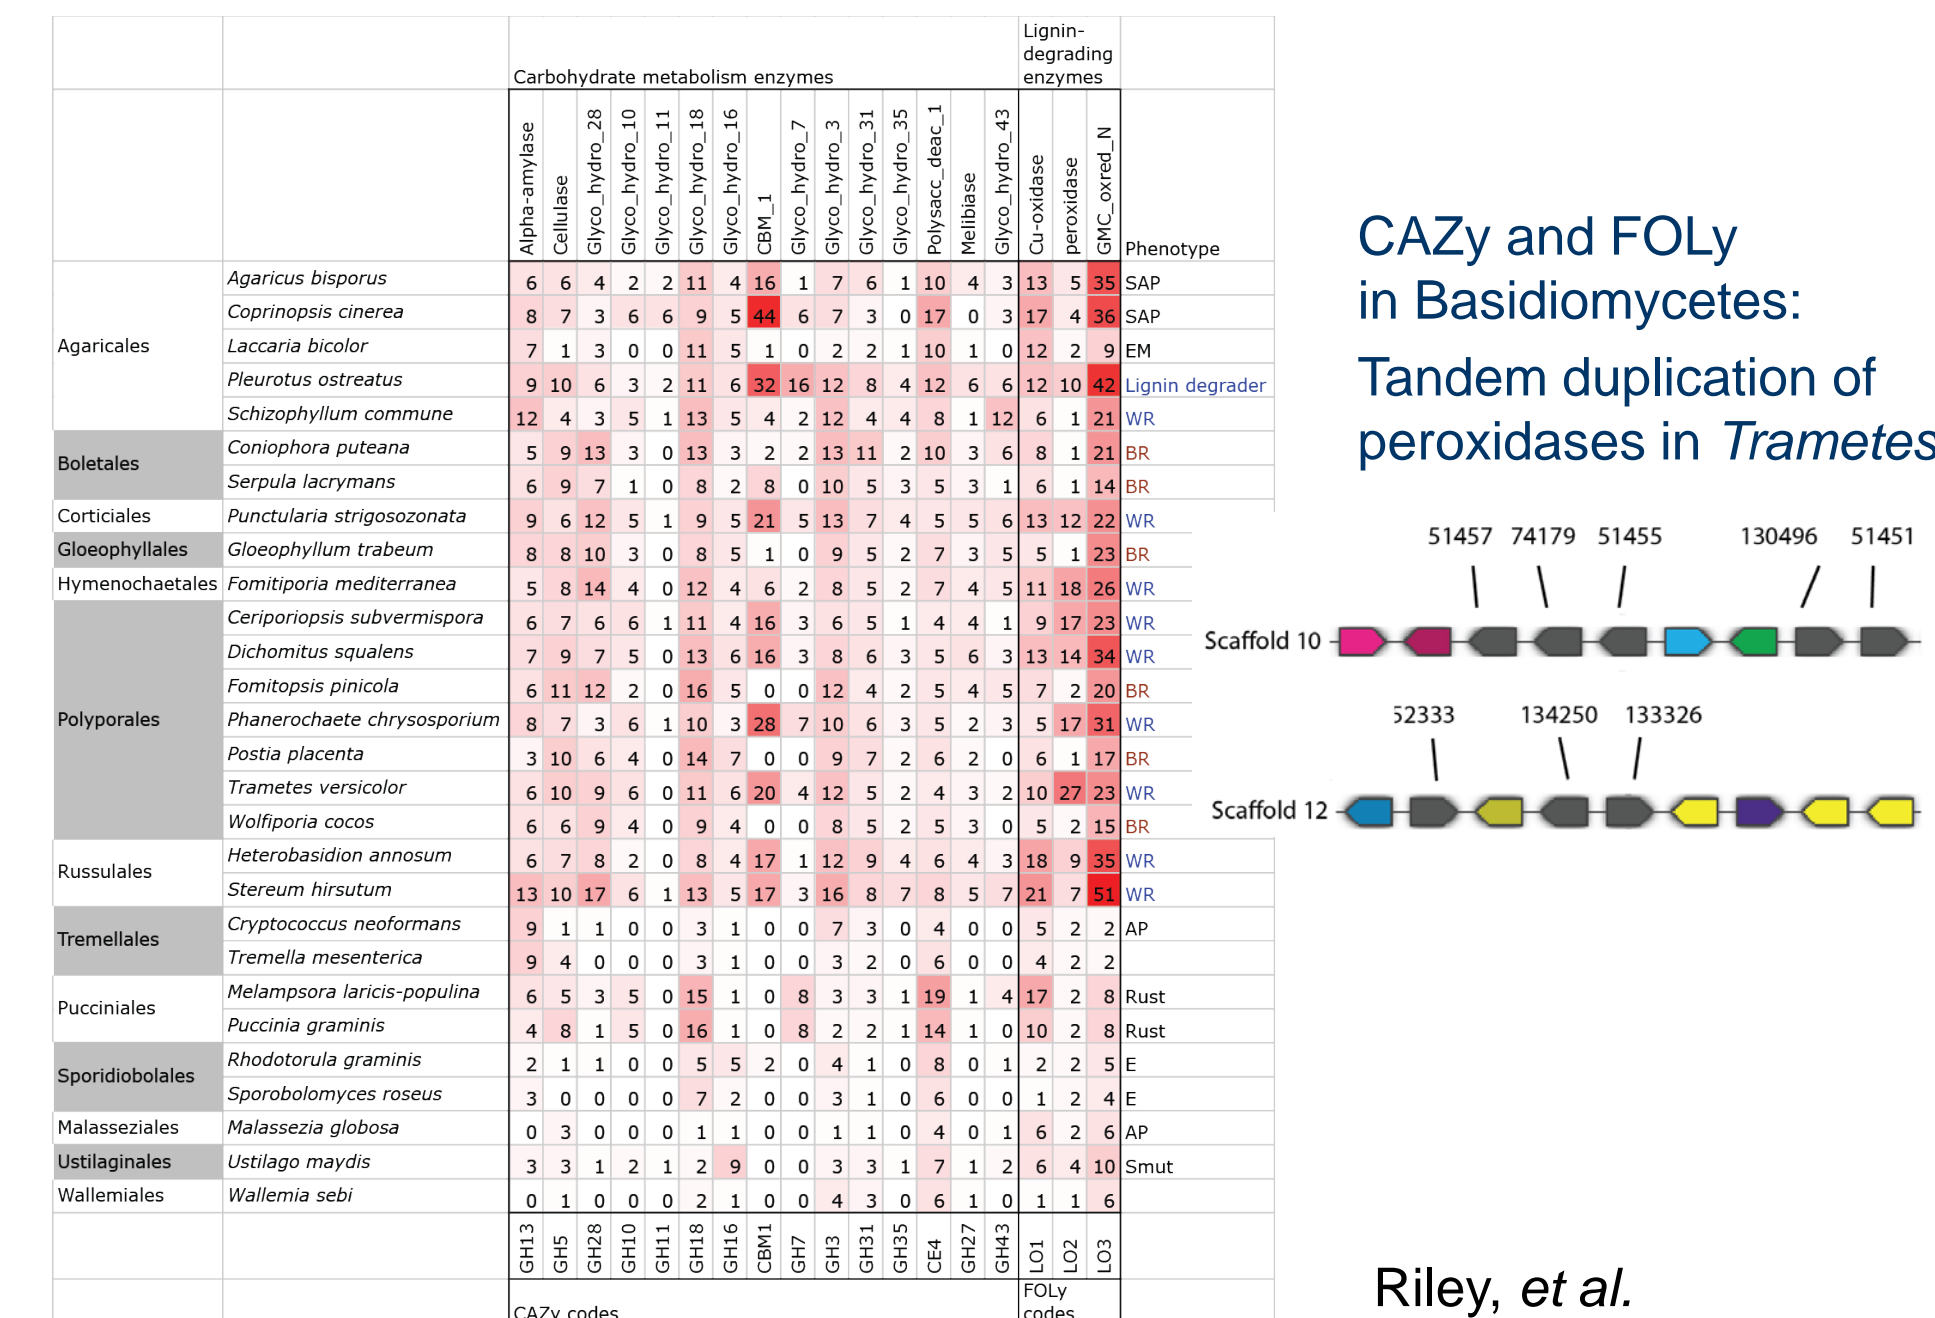 Lignin-
degrading
Carbohydrate metabolism enzymes enzymes
Alpha-amylase Cellulase Glyco_hydro_28 Glyco_hydro_10 Glyco_hydro_11 Glyco_hydro_18 Glyco_hydro_16 CBM_1 Glyco_hydro_7 Glyco_hydro_3 Glyco_hydro_31 Glyco_hydro_35 Polysacc_deac_1 Melibiase Glyco_hydro_43 Cu-oxidase peroxidase GMC_oxred_N Phenotype
Agaricales
Agaricus bisporus 6 6 4 2 2 11 4 16 1 7 6 1 10 4 3 13 5 35 SAP
Coprinopsis cinerea 8 7 3 6 6 9 5 44 6 7 3 0 17 0 3 17 4 36 SAP
Laccaria bicolor 7 1 3 0 0 11 5 1 0 2 2 1 10 1 0 12 2 9 EM
Pleurotus ostreatus 9 10 6 3 2 11 6 32 16 12 8 4 12 6 6 12 10 42 Lignin degrader
Schizophyllum commune 12 4 3 5 1 13 5 4 2 12 4 4 8 1 12 6 1 21 WR
Boletales
Coniophora puteana 5 9 13 3 0 13 3 2 2 13 11 2 10 3 6 8 1 21 BR
Serpula lacrymans 6 9 7 1 0 8 2 8 0 10 5 3 5 3 1 6 1 14 BR
Corticiales Punctularia strigosozonata 9 6 12 5 1 9 5 21 5 13 7 4 5 5 6 13 12 22 WR
Gloeophyllales Gloeophyllum trabeum 8 8 10 3 0 8 5 1 0 9 5 2 7 3 5 5 1 23 BR
Hymenochaetales Fomitiporia mediterranea 5 8 14 4 0 12 4 6 2 8 5 2 7 4 5 11 18 26 WR
Polyporales
Ceriporiopsis subvermispora 6 7 6 6 1 11 4 16 3 6 5 1 4 4 1 9 17 23 WR
Dichomitus squalens 7 9 7 5 0 13 6 16 3 8 6 3 5 6 3 13 14 34 WR
Fomitopsis pinicola 6 11 12 2 0 16 5 0 0 12 4 2 5 4 5 7 2 20 BR
Phanerochaete chrysosporium 8 7 3 6 1 10 3 28 7 10 6 3 5 2 3 5 17 31 WR
Postia placenta 3 10 6 4 0 14 7 0 0 9 7 2 6 2 0 6 1 17 BR
Trametes versicolor 6 10 9 6 0 11 6 20 4 12 5 2 4 3 2 10 27 23 WR
Wolfiporia cocos 6 6 9 4 0 9 4 0 0 8 5 2 5 3 0 5 2 15 BR
Russulales
Heterobasidion annosum 6 7 8 2 0 8 4 17 1 12 9 4 6 4 3 18 9 35 WR
Stereum hirsutum 13 10 17 6 1 13 5 17 3 16 8 7 8 5 7 21 7 51 WR
Tremellales
Cryptococcus neoformans 9 1 1 0 0 3 1 0 0 7 3 0 4 0 0 5 2 2 AP
Tremella mesenterica 9 4 0 0 0 3 1 0 0 3 2 0 6 0 0 4 2 2
Pucciniales
Melampsora laricis-populina 6 5 3 5 0 15 1 0 8 3 3 1 19 1 4 17 2 8 Rust
Puccinia graminis 4 8 1 5 0 16 1 0 8 2 2 1 14 1 0 10 2 8 Rust
Sporidiobolales
Rhodotorula graminis 2 1 1 0 0 5 5 2 0 4 1 0 8 0 1 2 2 5 E
Sporobolomyces roseus 3 0 0 0 0 7 2 0 0 3 1 0 6 0 0 1 2 4 E
Malasseziales Malassezia globosa 0 3 0 0 0 1 1 0 0 1 1 0 4 0 1 6 2 6 AP
Ustilaginales Ustilago maydis 3 3 1 2 1 2 9 0 0 3 3 1 7 1 2 6 4 10 Smut
Wallemiales Wallemia sebi 0 1 0 0 0 2 1 0 0 4 3 0 6 1 0 1 1 6
GH13 GH5 GH28 GH10 GH11 GH18 GH16 CBM1 GH7 GH3 GH31 GH35 CE4 GH27 GH43 LO1 LO2 LO3
FOLy
CAZy codes codes
CAZy and FOLy
in Basidiomycetes:
Tandem duplication of
peroxidases in Trametes
51457 74179 51455 130496 51451
Scaffold 10
52333 134250 133326
Scaffold 12
Riley, et al.